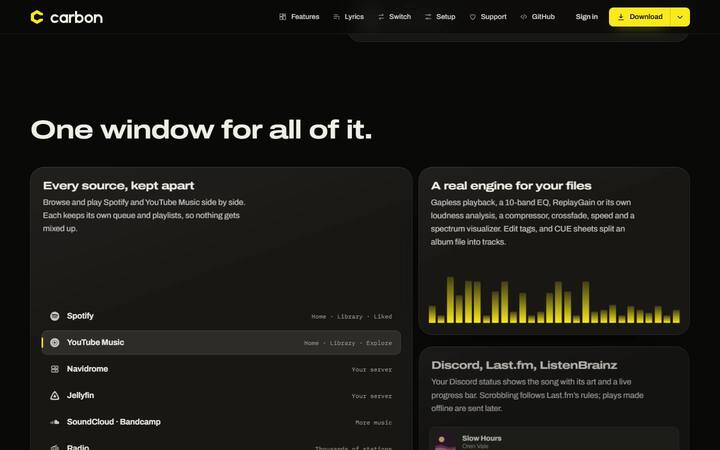 carbon
Features
Lyrics
Switch
Setup
Support
GitHub
Sign in
Download
One window for all of it.
Every source, kept apart
Browse and play Spotify and YouTube Music side by side.
Each keeps its own queue and playlists, so nothing gets
mixed up.
Spotify
Home · Library · Liked
YouTube Music
Home · Library · Explore
Navidrome
Your server
Jellyfin
Your server
SoundCloud · Bandcamp
More music
Radio
Thousands of stations
A real engine for your files
Gapless playback, a 10-band EQ, ReplayGain or its own
loudness analysis, a compressor, crossfade, speed and a
spectrum visualizer. Edit tags, and CUE sheets split an
album file into tracks.
Discord, Last.fm, ListenBrainz
Your Discord status shows the song with its art and a live
progress bar. Scrobbling follows Last.fm's rules; plays made
offline are sent later.
Slow Hours
Oren Vale